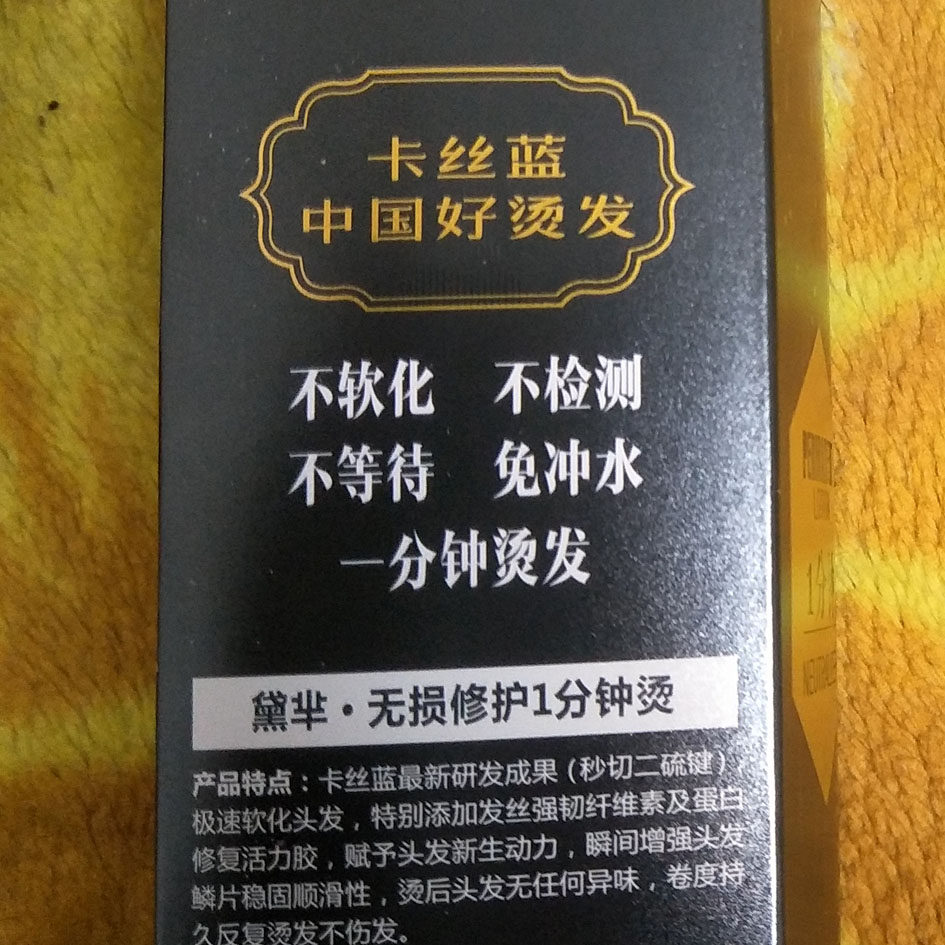 卡丝蓝
中国好烫发
不软化 不检测
不等待 免冲水
一分钟烫发
黛芈·无损修护1分钟烫
产品特点：卡丝蓝最新研发成果（秒切二硫键），
极速软化头发，特别添加发丝强韧纤维素及蛋白
修复活力胶，赋予头发新生动力，瞬间增强头发
鳞片稳固顺滑性，烫后头发无任何异味，卷度持
久反复烫发不伤发。